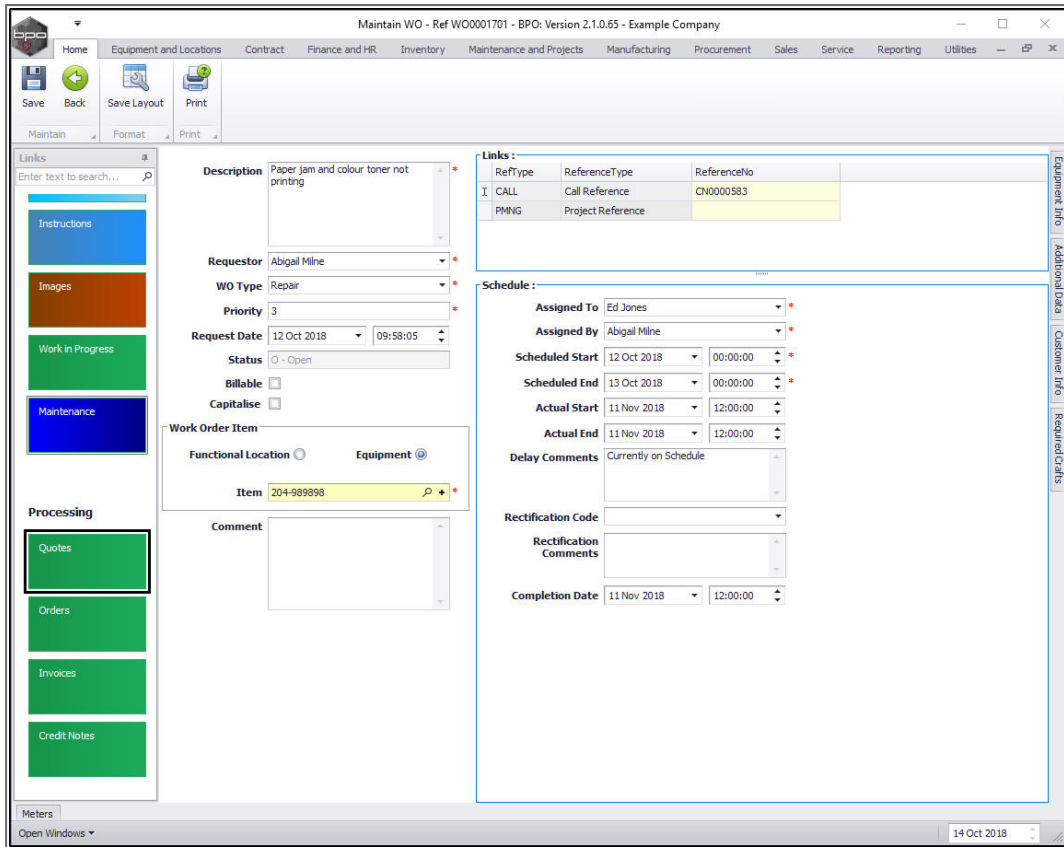 bpo
Maintain WO - Ref WO0001701 - BPO: Version 2.1.0.65 - Example Company
Home Equipment and Locations Contract Finance and HR Inventory Maintenance and Projects Manufacturing Procurement Sales Service Reporting Utilities
Save Back Save Layout Print
Maintain Format Print
Links
Enter text to search...
Instructions
Images
Work in Progress
Maintenance
Processing
Quotes
Orders
Invoices
Credit Notes
Description Paper jam and colour toner not
printing
*
Requestor Abigail Milne *
WO Type Repair *
Priority 3 *
Request Date 12 Oct 2018 09:58:05
Status O - Open
Billable
Capitalise
Work Order Item
Functional Location Equipment
Item 204-989898 *
Comment
Links :
RefType ReferenceType ReferenceNo
CALL Call Reference CN0000583
PMNG Project Reference
Schedule :
Assigned To Ed Jones *
Assigned By Abigail Milne *
Scheduled Start 12 Oct 2018 00:00:00 *
Scheduled End 13 Oct 2018 00:00:00 *
Actual Start 11 Nov 2018 12:00:00
Actual End 11 Nov 2018 12:00:00
Delay Comments Currently on Schedule
Rectification Code
Rectification
Comments
Completion Date 11 Nov 2018 12:00:00
Equipment Info
Additional Data
Customer Info
Required Crafts
Meters
Open Windows
14 Oct 2018